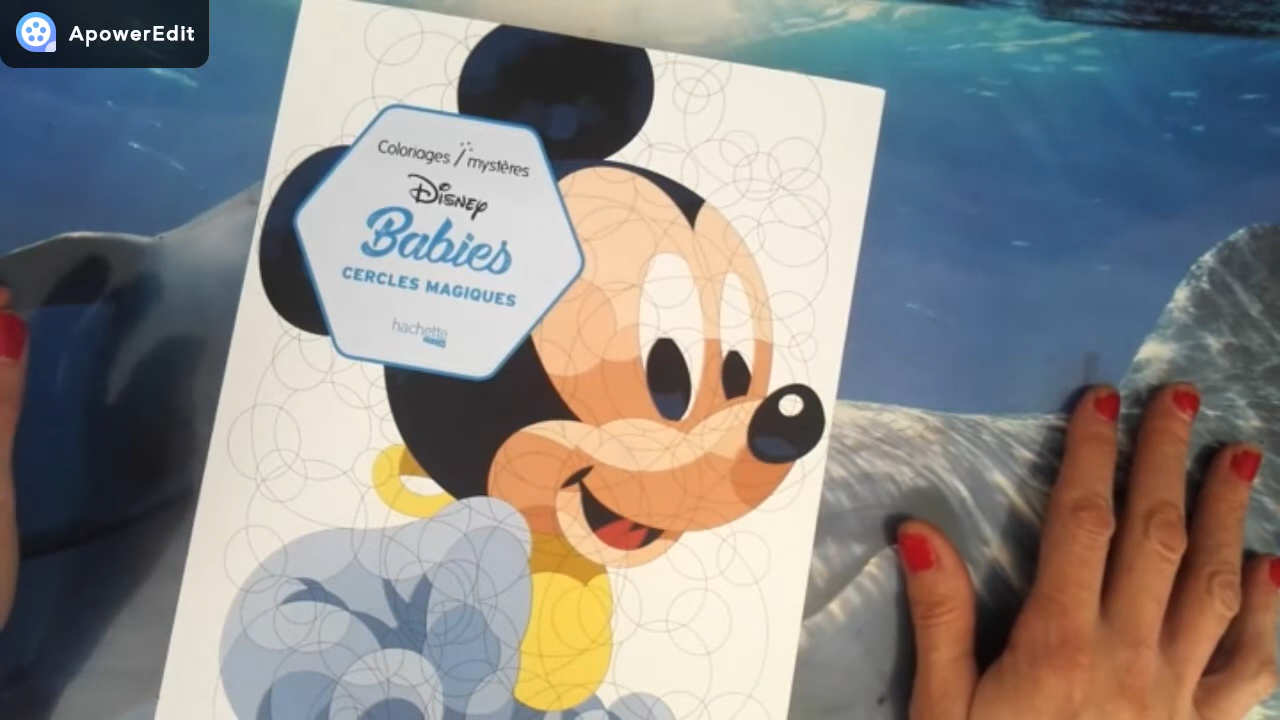 ApowerEdit
Coloriages mystères
Disney
Babies
CERCLES MAGIQUES
hachette